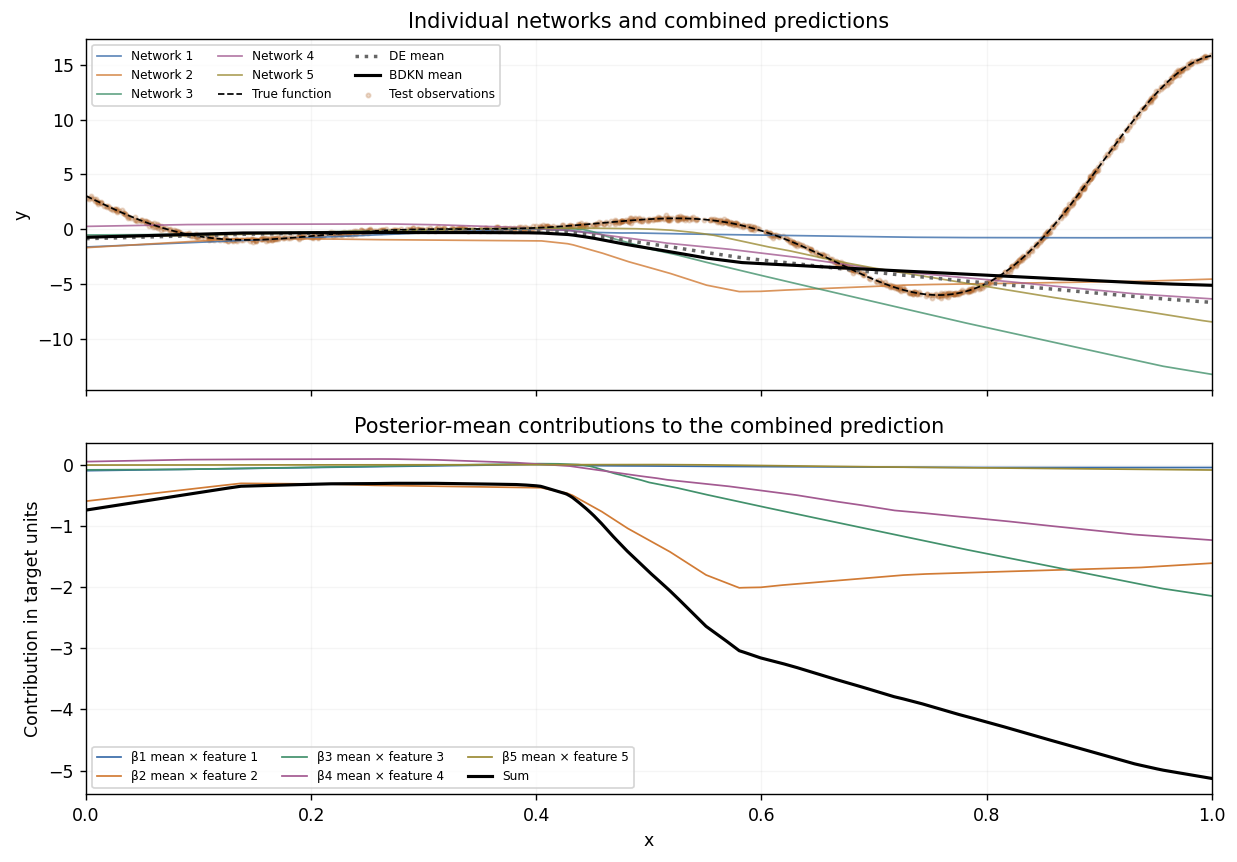 Individual networks and combined predictions
y
15
10
5
0
−5
−10
Network 1
Network 2
Network 3
Network 4
Network 5
True function
DE mean
BDKN mean
Test observations
Posterior-mean contributions to the combined prediction
Contribution in target units
0
−1
−2
−3
−4
−5
β1 mean × feature 1
β2 mean × feature 2
β3 mean × feature 3
β4 mean × feature 4
β5 mean × feature 5
Sum
0.0
0.2
0.4
0.6
0.8
1.0
x